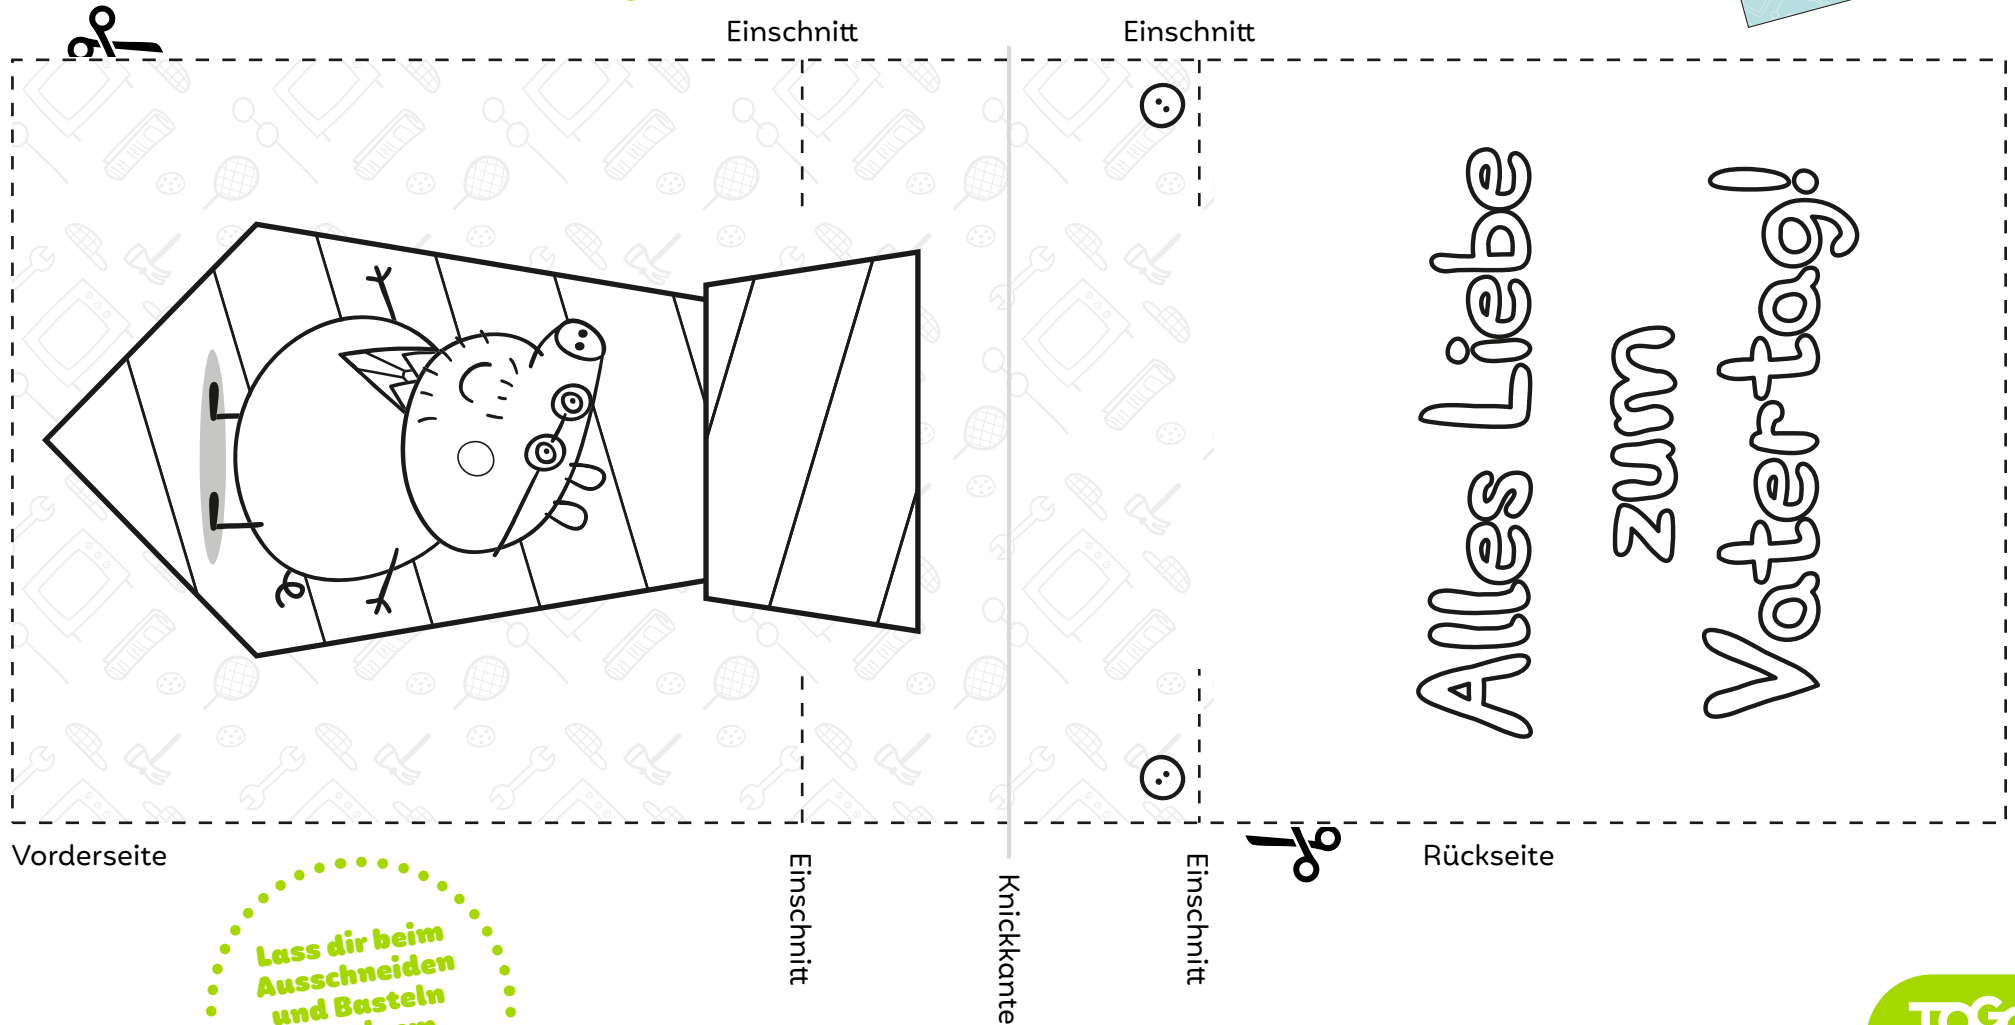 Einschnitt
Einschnitt
Alles Liebe
zum
Vatertag!
Vorderseite
Einschnitt
Knickkante
Einschnitt
Rückseite
Lass dir beim
Ausschneiden
und Basteln